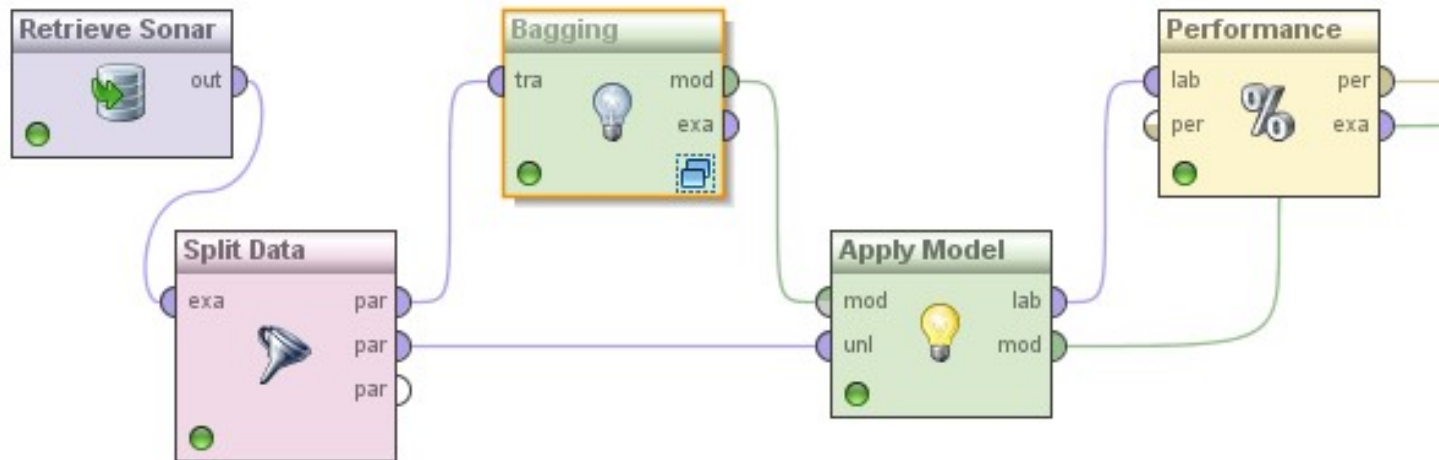 Retrieve Sonar
out
Bagging
tra
mod
exa
Performance
lab
per
per
exa
Split Data
exa
par
par
par
Apply Model
mod
lab
unl
mod
%